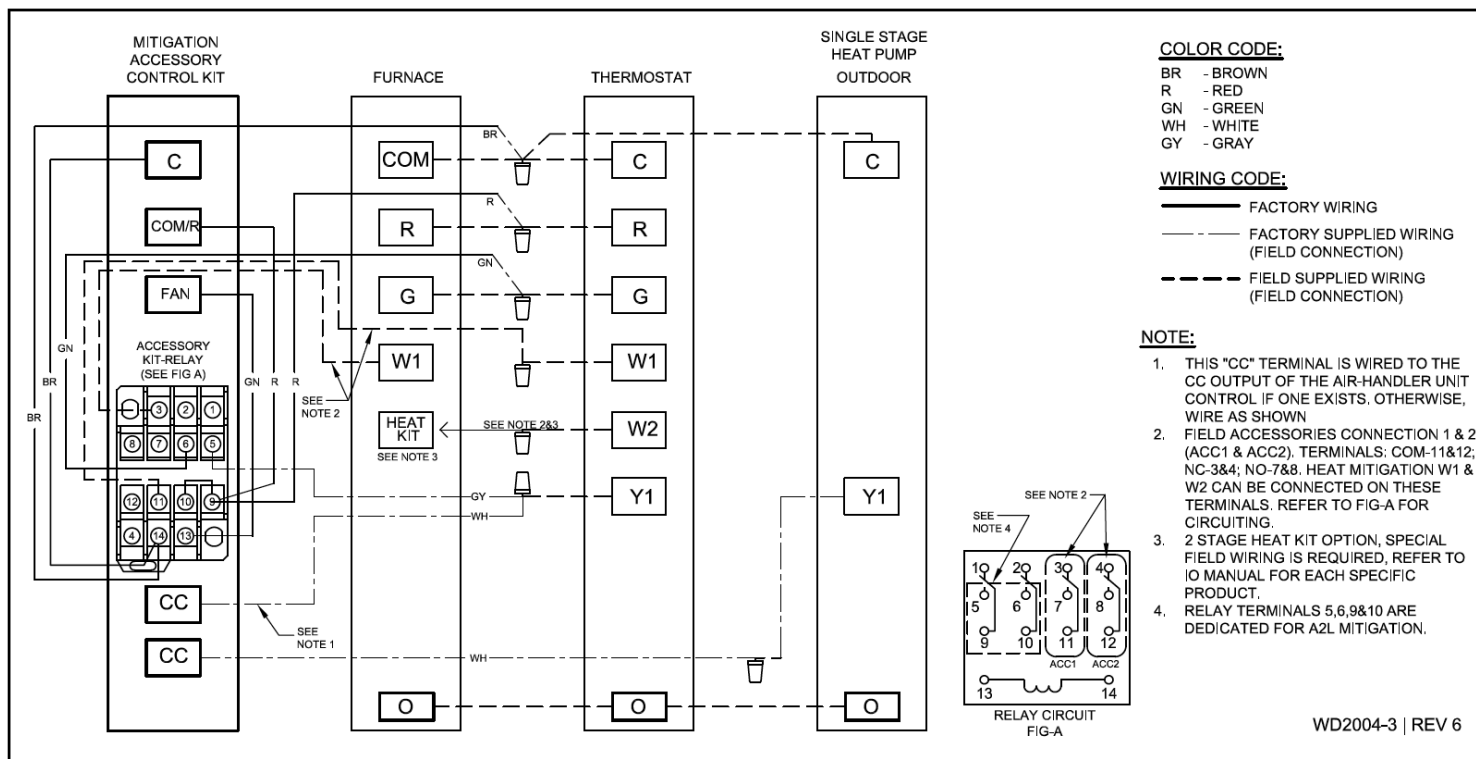 MITIGATION
ACCESSORY
CONTROL KIT
C
COM/R
FAN
ACCESSORY
KIT-RELAY
(SEE FIG A)
3
2
1
8
7
6
5
12
11
10
9
4
14
13
CC
CC
BR
BR
GN
GN
R
R
SEE
NOTE 1
SEE
NOTE 2
FURNACE
COM
R
G
W1
HEAT
KIT
SEE NOTE 3
O
BR
R
GN
SEE NOTE 2&3
GY
WH
WH
THERMOSTAT
C
R
G
W1
W2
Y1
O
SINGLE STAGE
HEAT PUMP
OUTDOOR
C
Y1
O
COLOR CODE:
BR - BROWN
R - RED
GN - GREEN
WH - WHITE
GY - GRAY
WIRING CODE:
FACTORY WIRING
FACTORY SUPPLIED WIRING
(FIELD CONNECTION)
FIELD SUPPLIED WIRING
(FIELD CONNECTION)
NOTE:
1. THIS "CC" TERMINAL IS WIRED TO THE
CC OUTPUT OF THE AIR-HANDLER UNIT
CONTROL IF ONE EXISTS. OTHERWISE,
WIRE AS SHOWN
2. FIELD ACCESSORIES CONNECTION 1 & 2
(ACC1 & ACC2). TERMINALS: COM-11&12;
NC-3&4; NO-7&8. HEAT MITIGATION W1 &
W2 CAN BE CONNECTED ON THESE
TERMINALS. REFER TO FIG-A FOR
CIRCUITING.
3. 2 STAGE HEAT KIT OPTION, SPECIAL
FIELD WIRING IS REQUIRED, REFER TO
IO MANUAL FOR EACH SPECIFIC
PRODUCT.
4. RELAY TERMINALS 5,6,9&10 ARE
DEDICATED FOR A2L MITIGATION.
SEE NOTE 2
SEE
NOTE 4
1 2 3 4
5 6 7 8
9 10 11 12
ACC1 ACC2
13 14
RELAY CIRCUIT
FIG-A
WD2004-3 | REV 6